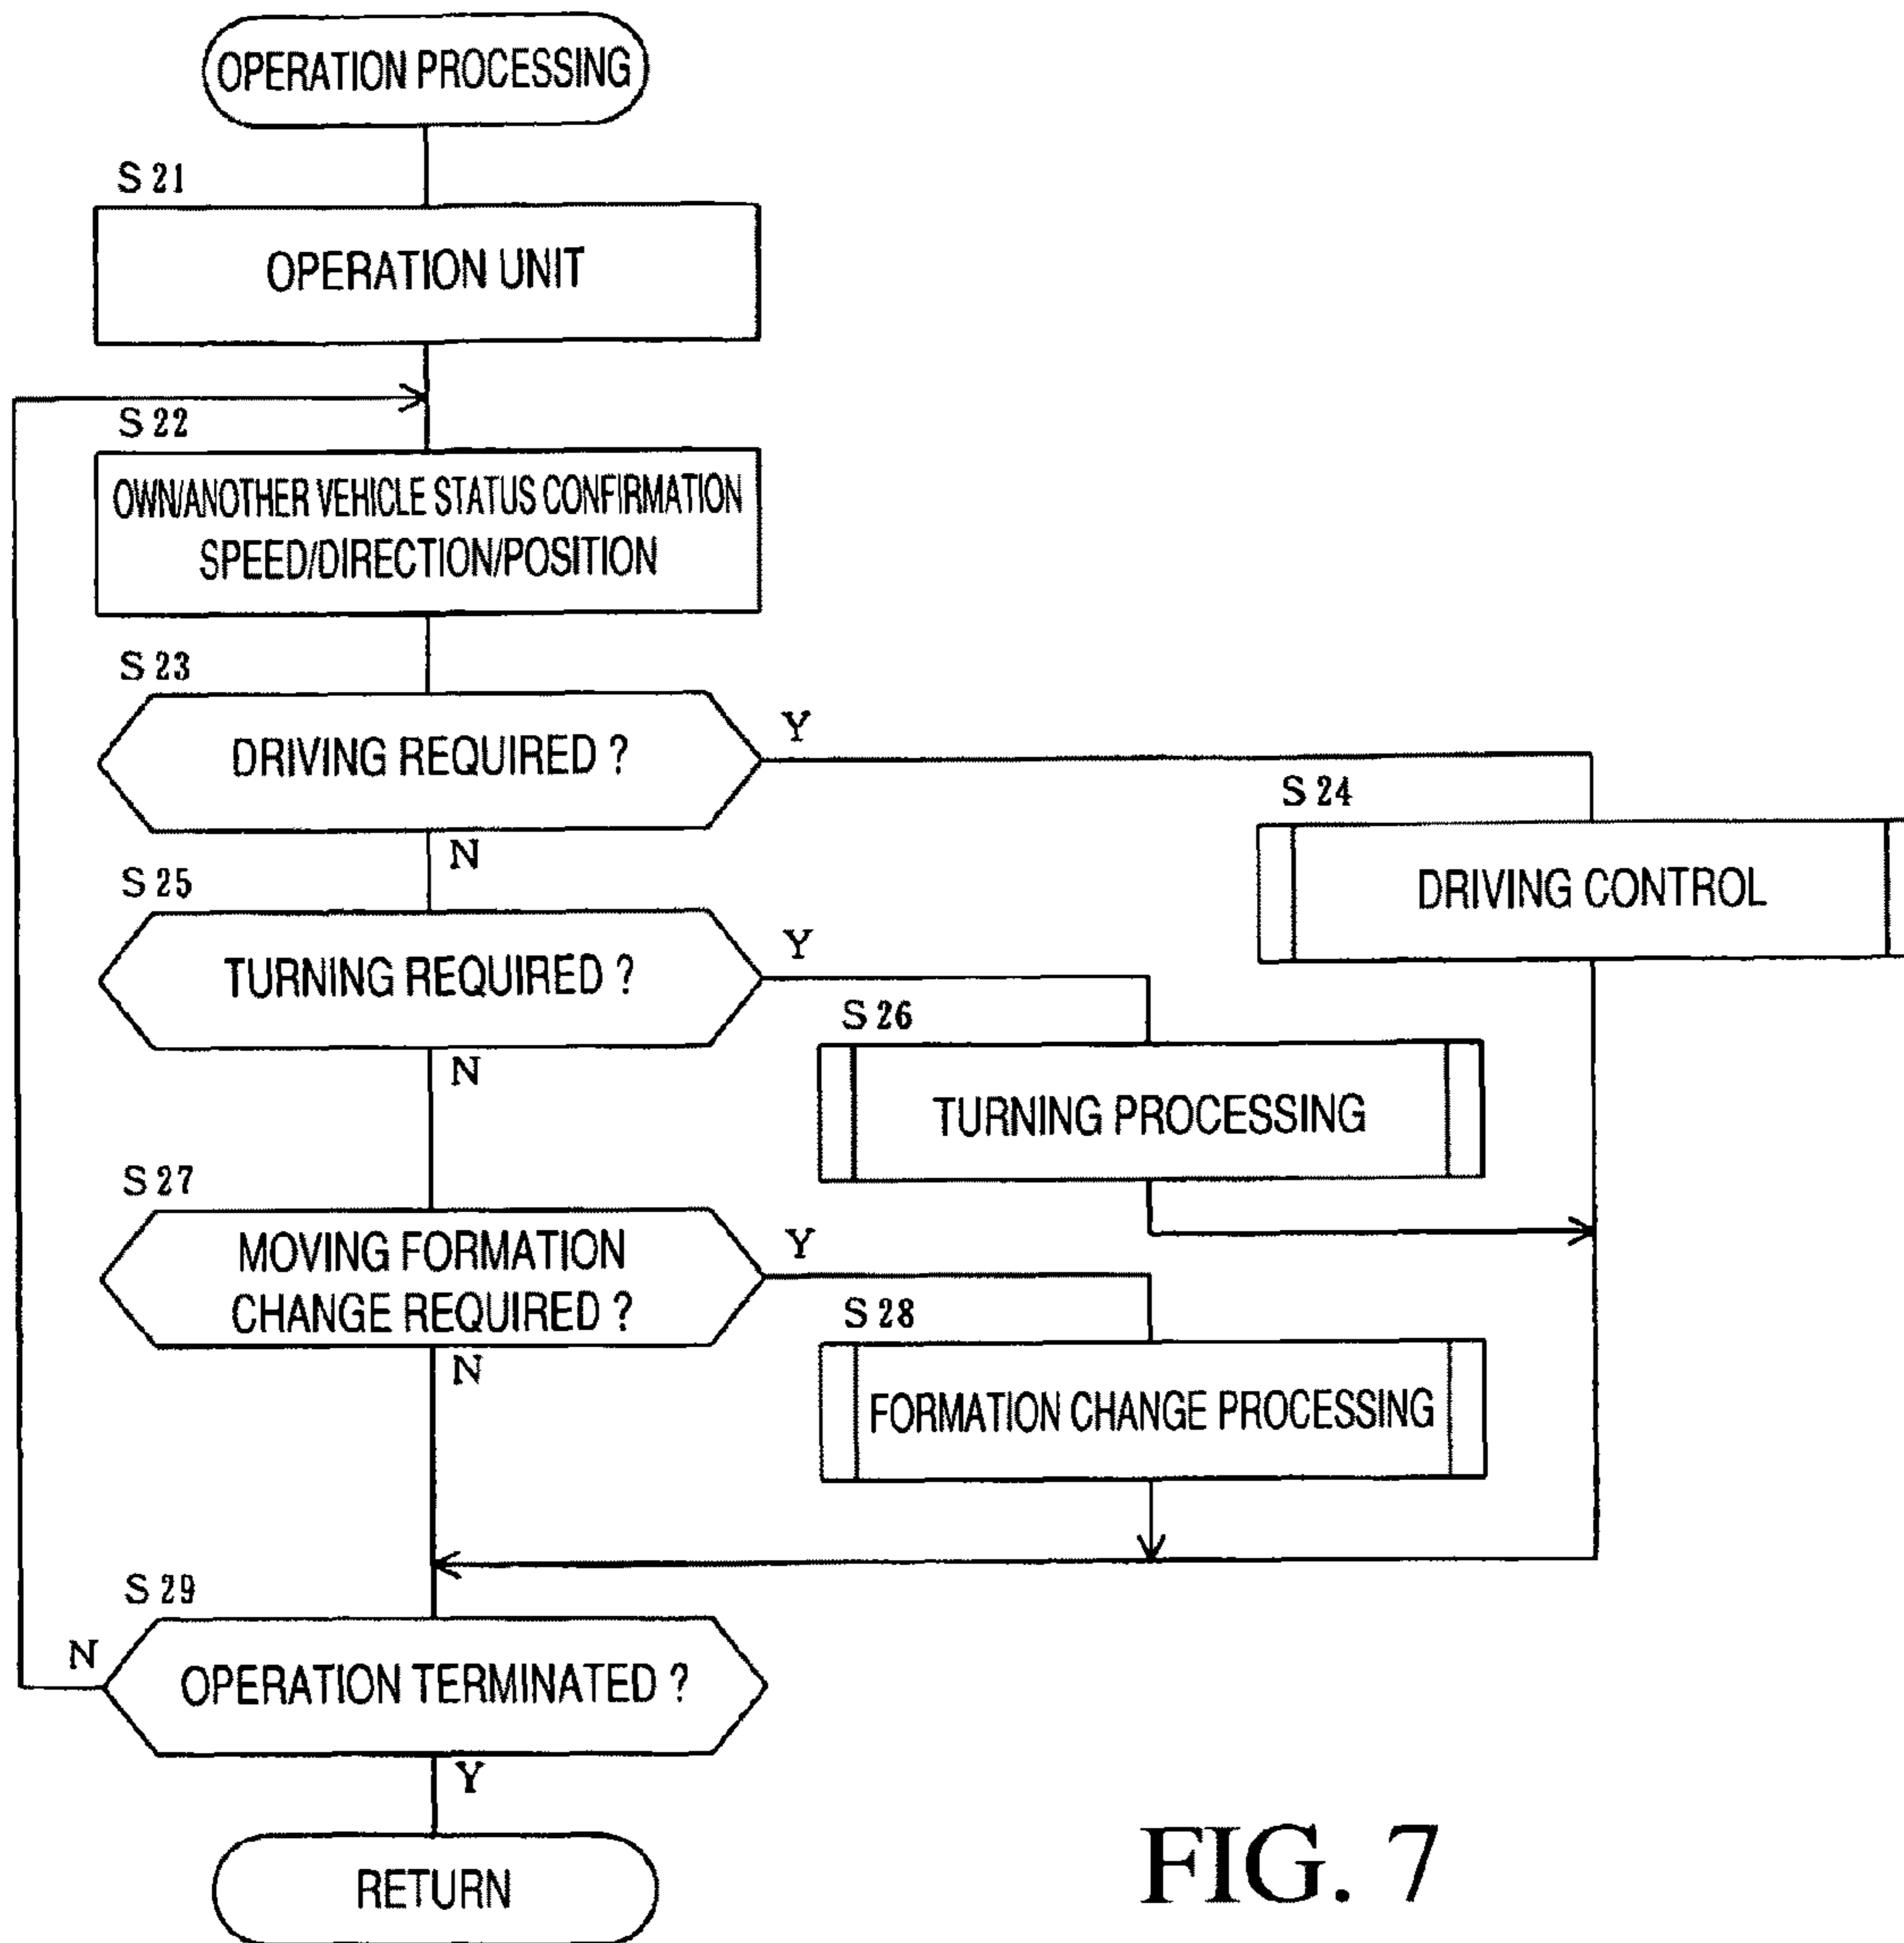 OPERATION PROCESSING
S 21
OPERATION UNIT
S 22
OWN/ANOTHER VEHICLE STATUS CONFIRMATION
SPEED/DIRECTION/POSITION
S 23
DRIVING REQUIRED ?
Y
N
S 24
DRIVING CONTROL
S 25
TURNING REQUIRED ?
Y
N
S 26
TURNING PROCESSING
S 27
MOVING FORMATION
CHANGE REQUIRED ?
Y
N
S 28
FORMATION CHANGE PROCESSING
S 29
N
OPERATION TERMINATED ?
Y
RETURN
FIG. 7